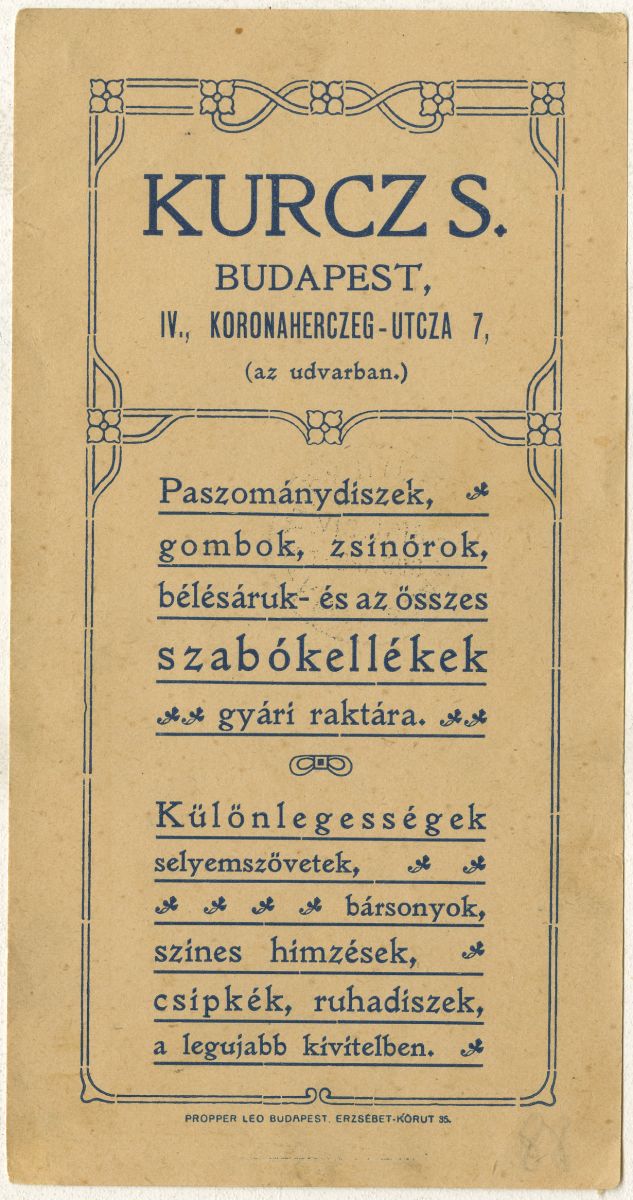 KURCZ S.
BUDAPEST,
IV., KORONAHERCZEG-UTCZA 7,
(az udvarban.)
Paszománydiszek,
gombok, zsinórok,
bélésáruk- és az összes
szabókellékek
gyári raktára.
Különlegességek
selyemszövetek,
bársonyok,
szines himzések,
csipkék, ruhadiszek,
a legujabb kivitelben.
PROPPER LEO BUDAPEST. ERZSÉBET-KÖRUT 35.